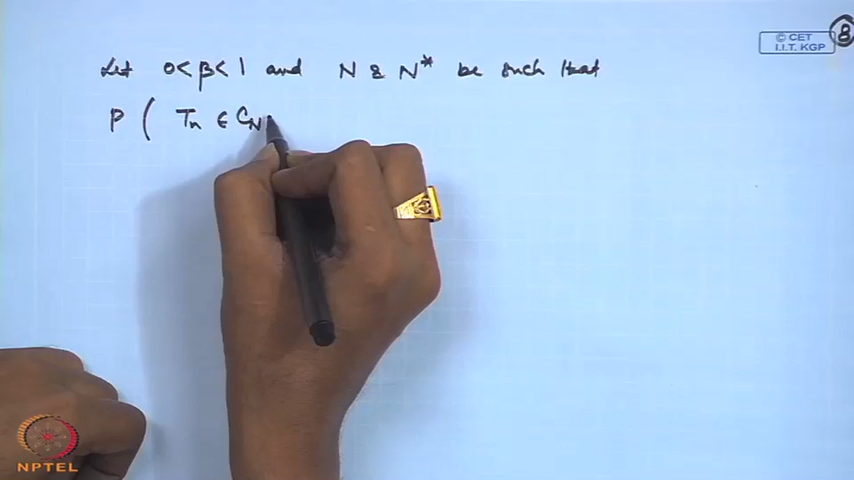 © CET
I.I.T. KGP
8
Let 0<β<1 and N & N* be such that
P ( Tn ∈ CN
NPTEL